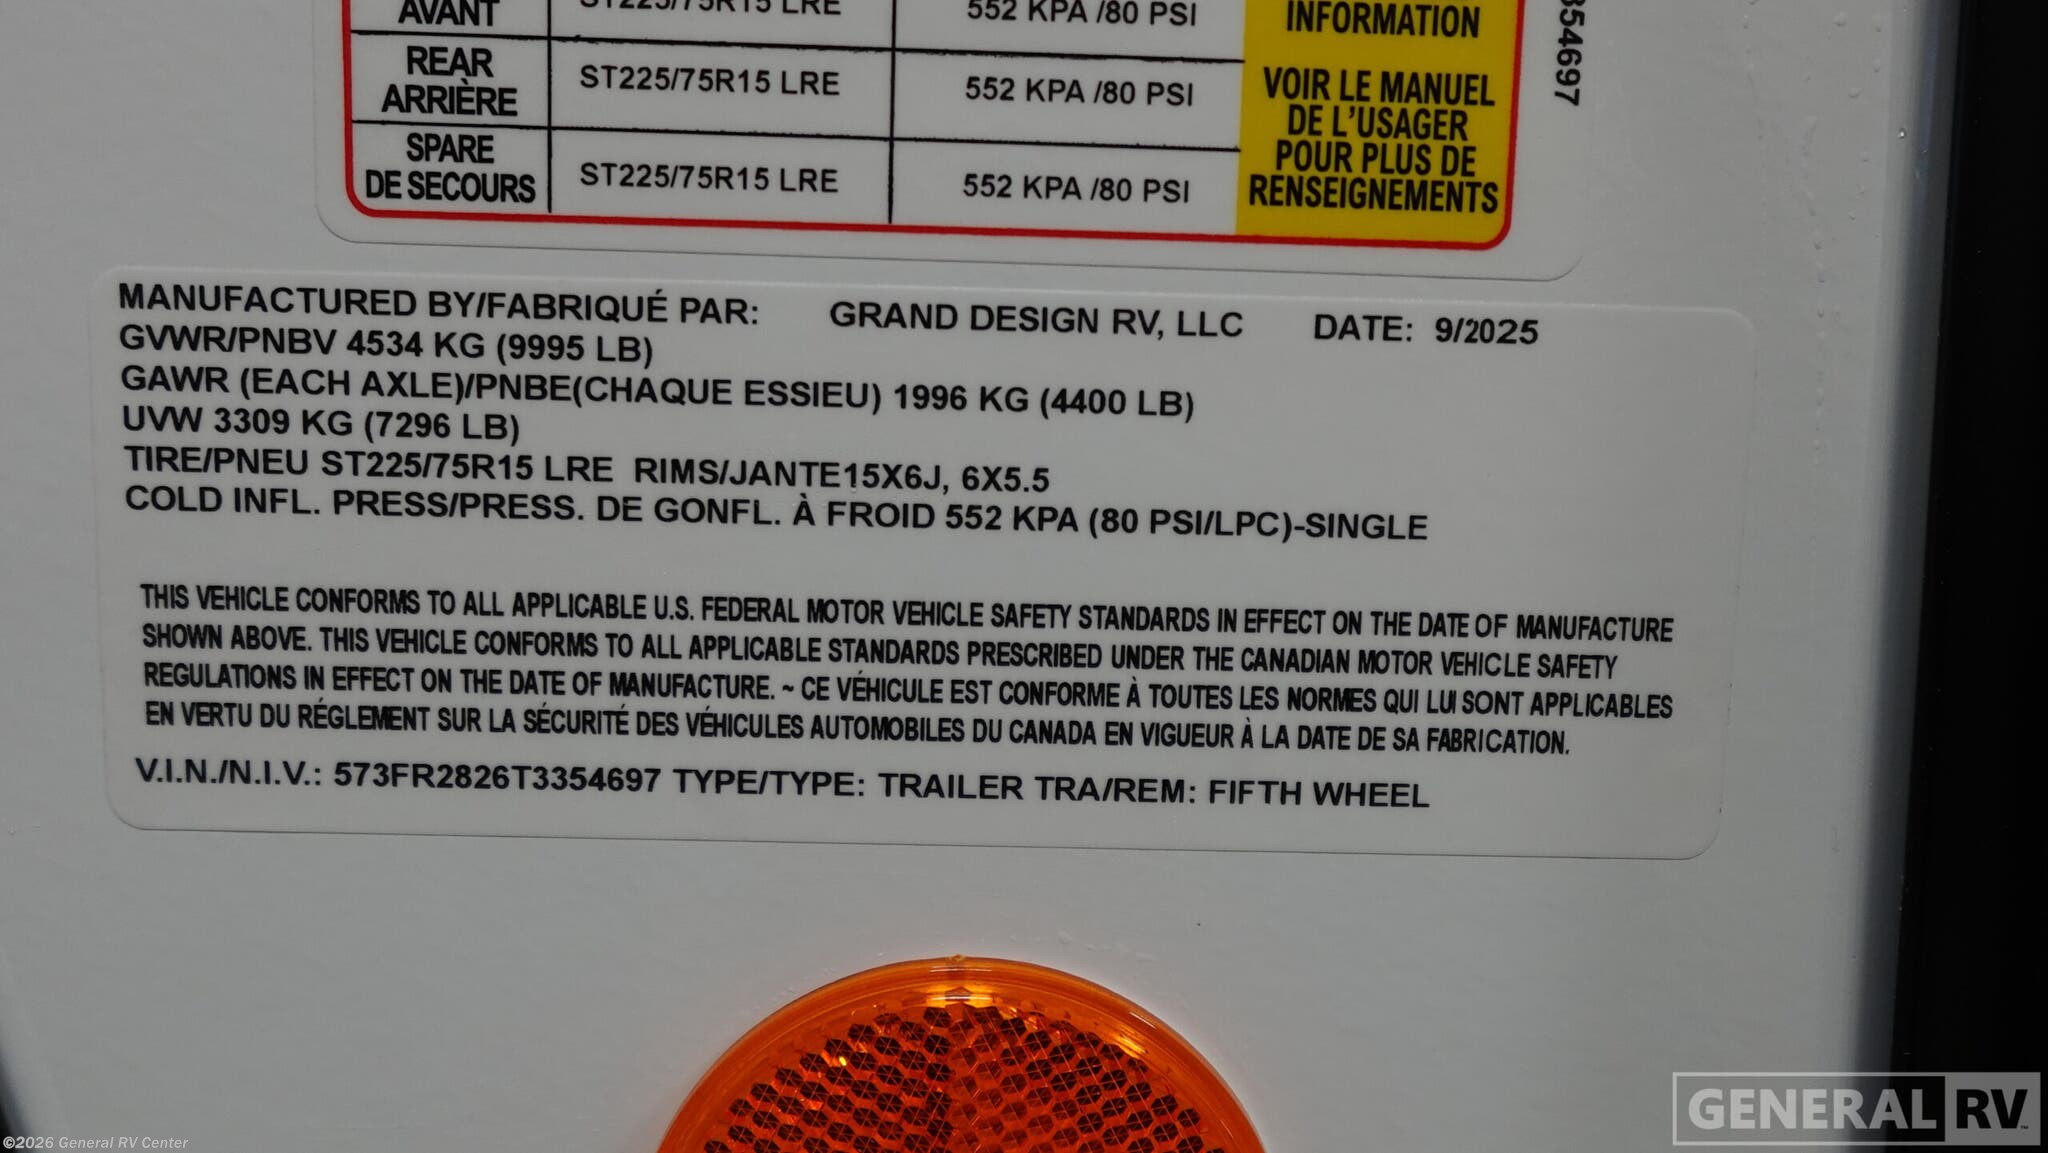 AVANT ST225/75R15 LRE 552 KPA /80 PSI
INFORMATION
REAR
ARRIÈRE ST225/75R15 LRE 552 KPA /80 PSI
SPARE
DE SECOURS ST225/75R15 LRE 552 KPA /80 PSI
VOIR LE MANUEL
DE L'USAGER
POUR PLUS DE
RENSEIGNEMENTS
354697
MANUFACTURED BY/FABRIQUÉ PAR: GRAND DESIGN RV, LLC DATE: 9/2025
GVWR/PNBV 4534 KG (9995 LB)
GAWR (EACH AXLE)/PNBE(CHAQUE ESSIEU) 1996 KG (4400 LB)
UVW 3309 KG (7296 LB)
TIRE/PNEU ST225/75R15 LRE RIMS/JANTE15X6J, 6X5.5
COLD INFL. PRESS/PRESS. DE GONFL. À FROID 552 KPA (80 PSI/LPC)-SINGLE
THIS VEHICLE CONFORMS TO ALL APPLICABLE U.S. FEDERAL MOTOR VEHICLE SAFETY STANDARDS IN EFFECT ON THE DATE OF MANUFACTURE
SHOWN ABOVE. THIS VEHICLE CONFORMS TO ALL APPLICABLE STANDARDS PRESCRIBED UNDER THE CANADIAN MOTOR VEHICLE SAFETY
REGULATIONS IN EFFECT ON THE DATE OF MANUFACTURE. ~ CE VÉHICULE EST CONFORME À TOUTES LES NORMES QUI LUI SONT APPLICABLES
EN VERTU DU RÉGLEMENT SUR LA SÉCURITÉ DES VÉHICULES AUTOMOBILES DU CANADA EN VIGUEUR À LA DATE DE SA FABRICATION.
V.I.N./N.I.V.: 573FR2826T3354697 TYPE/TYPE: TRAILER TRA/REM: FIFTH WHEEL
GENERAL RV
©2026 General RV Center